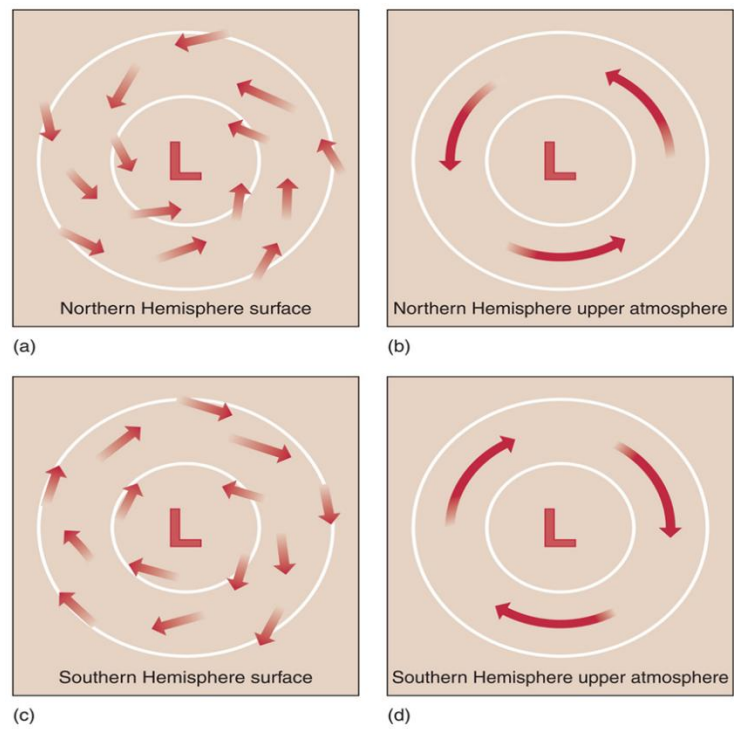 L
Northern Hemisphere surface
(a)
L
Northern Hemisphere upper atmosphere
(b)
L
Southern Hemisphere surface
(c)
L
Southern Hemisphere upper atmosphere
(d)